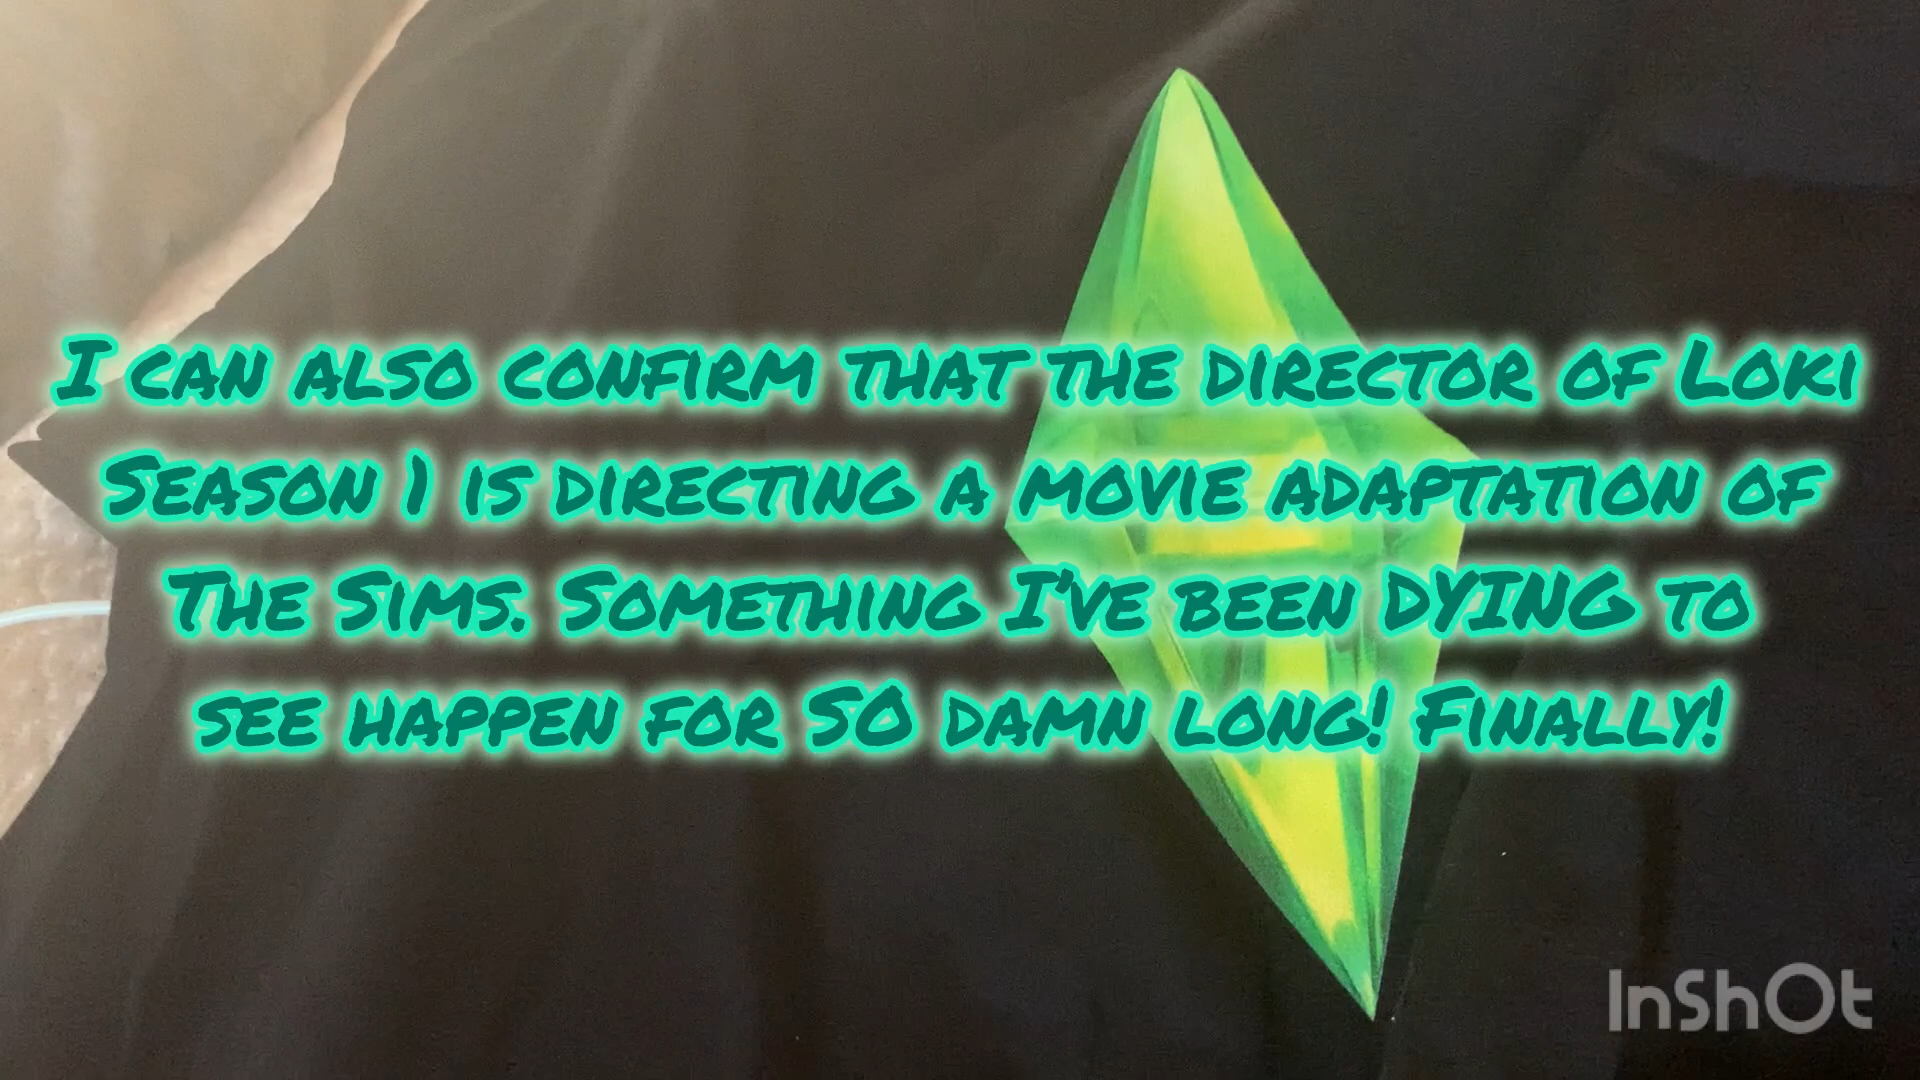 I can also confirm that the director of Loki
Season 1 is directing a movie adaptation of
The Sims. Something I've been DYING to
see happen for SO damn long! Finally!
InShOt